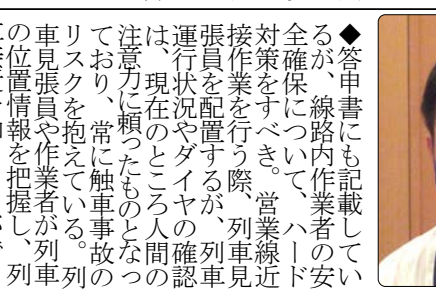 ◆答申書にも記載してい
るが、線路内作業者の安
全確保について、ハード
対策をすべき。営業線近
接作業を行う際、列車見
張員を配置するが、列車
運行状況やダイヤの確認
は、現在のところ人間の
注意力に頼ったものとなっ
ており、常に触車事故の
リスクを抱えている。列
車見張員や作業者が列車
の位置情報を把握し、列